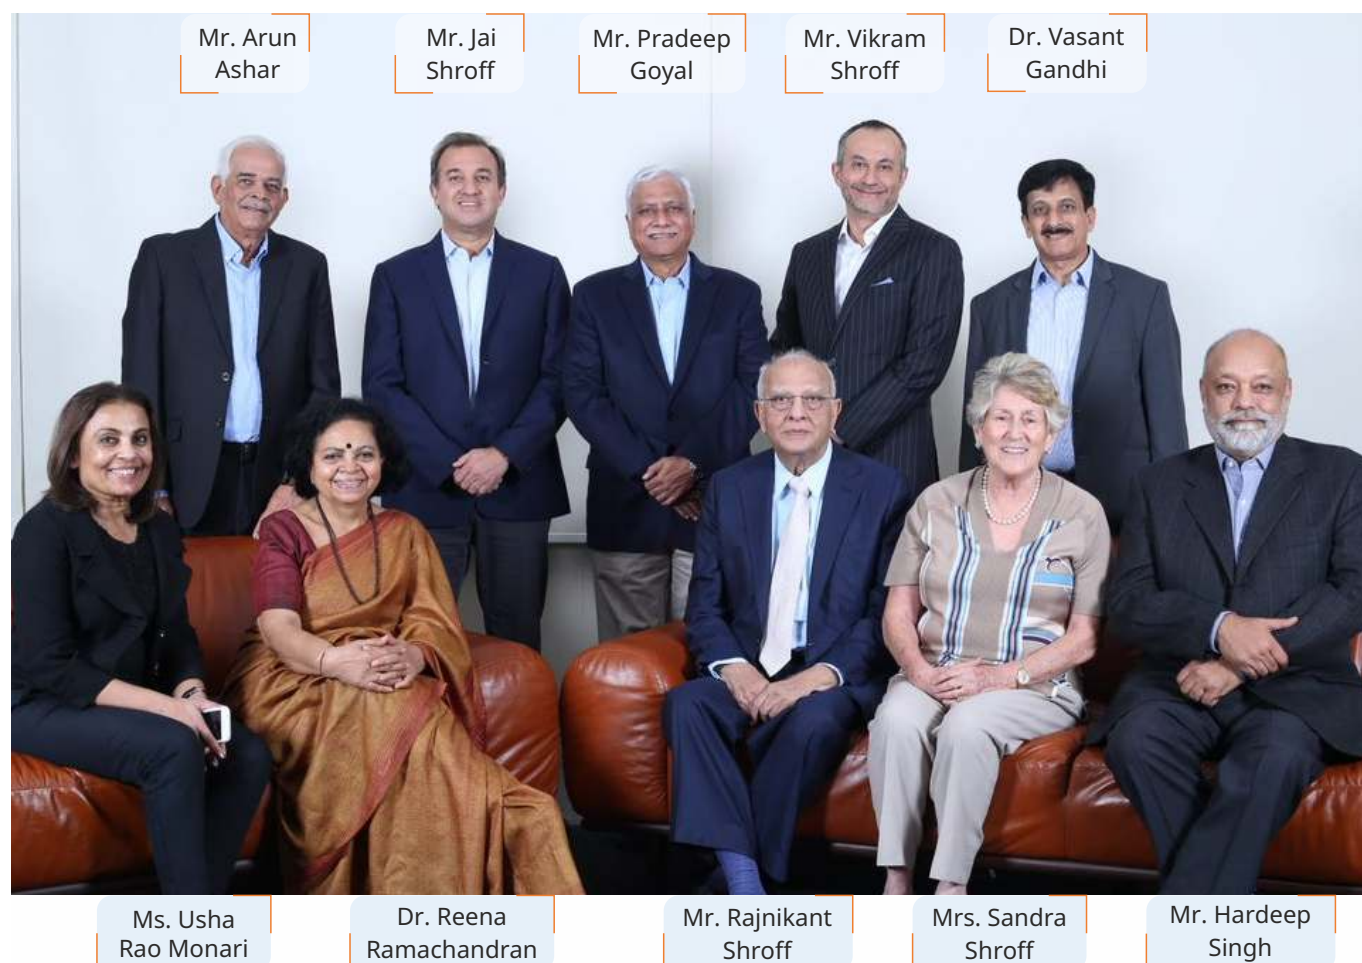 Mr. Arun
Ashar
Mr. Jai
Shroff
Mr. Pradeep
Goyal
Mr. Vikram
Shroff
Dr. Vasant
Gandhi
Ms. Usha
Rao Monari
Dr. Reena
Ramachandran
Mr. Rajnikant
Shroff
Mrs. Sandra
Shroff
Mr. Hardeep
Singh